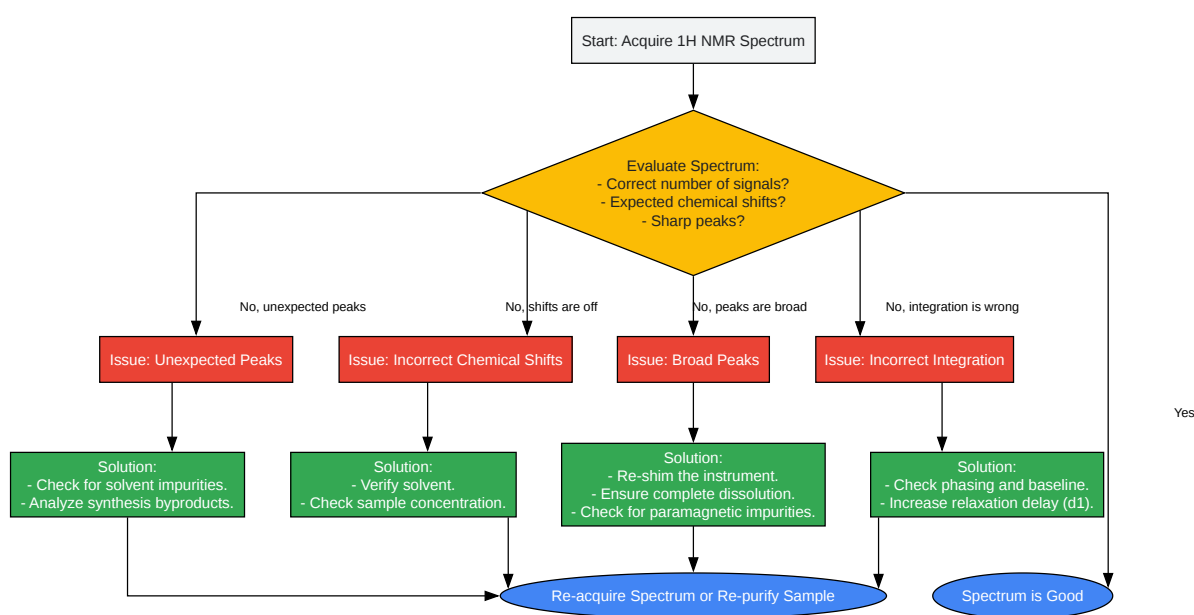 Start: Acquire 1H NMR Spectrum
Evaluate Spectrum:
- Correct number of signals?
- Expected chemical shifts?
- Sharp peaks?
No, unexpected peaks
No, shifts are off
No, peaks are broad
No, integration is wrong
Issue: Unexpected Peaks
Issue: Incorrect Chemical Shifts
Issue: Broad Peaks
Issue: Incorrect Integration
Yes
Solution:
- Check for solvent impurities.
- Analyze synthesis byproducts.
Solution:
- Verify solvent.
- Check sample concentration.
Solution:
- Re-shim the instrument.
- Ensure complete dissolution.
- Check for paramagnetic impurities.
Solution:
- Check phasing and baseline.
- Increase relaxation delay (d1).
Re-acquire Spectrum or Re-purify Sample
Spectrum is Good